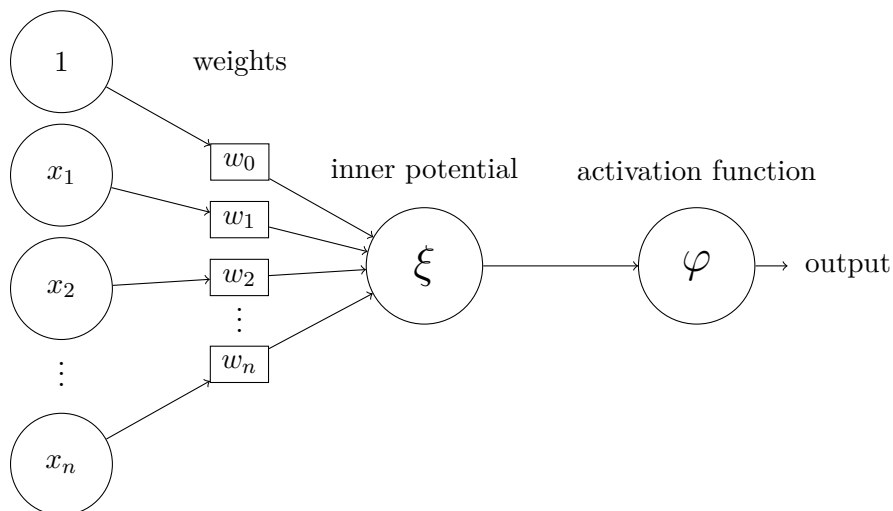 1
weights
w₀
x₁
inner potential
activation function
w₁
ξ
φ
output
x₂
w₂
⋮
wₙ
⋮
xₙ